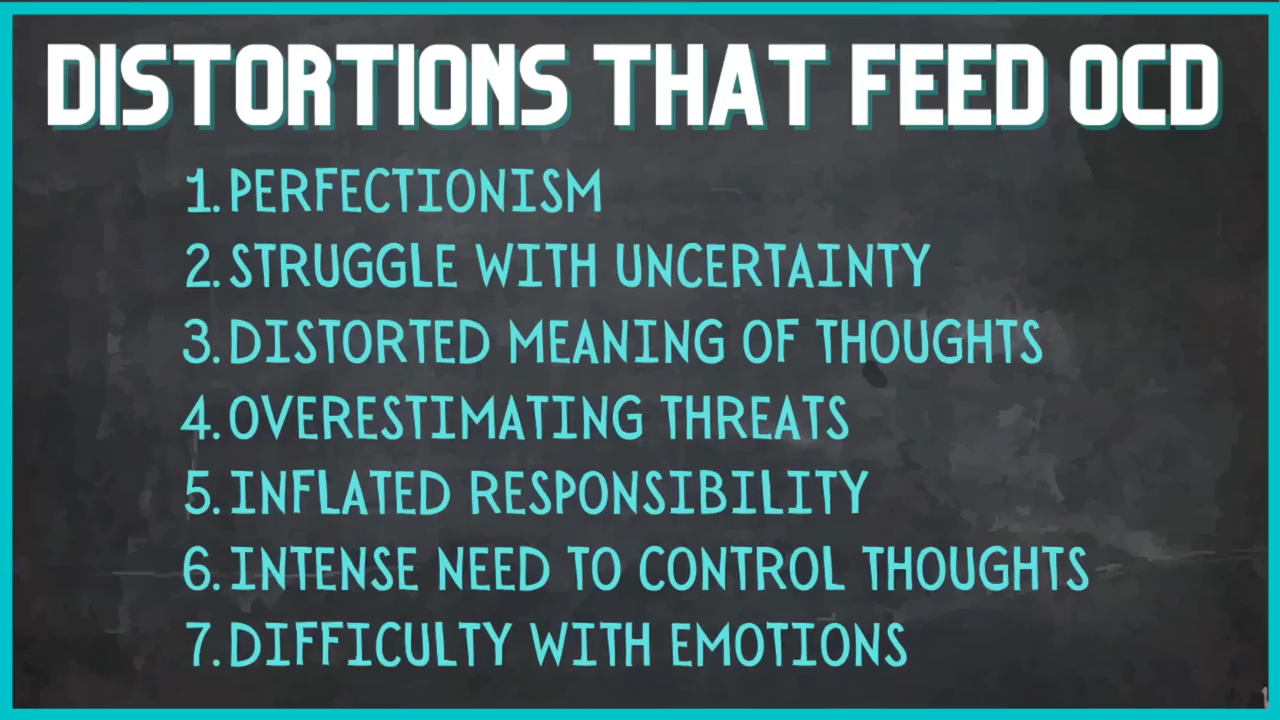 DISTORTIONS THAT FEED OCD
1. PERFECTIONISM
2. STRUGGLE WITH UNCERTAINTY
3. DISTORTED MEANING OF THOUGHTS
4. OVERESTIMATING THREATS
5. INFLATED RESPONSIBILITY
6. INTENSE NEED TO CONTROL THOUGHTS
7. DIFFICULTY WITH EMOTIONS